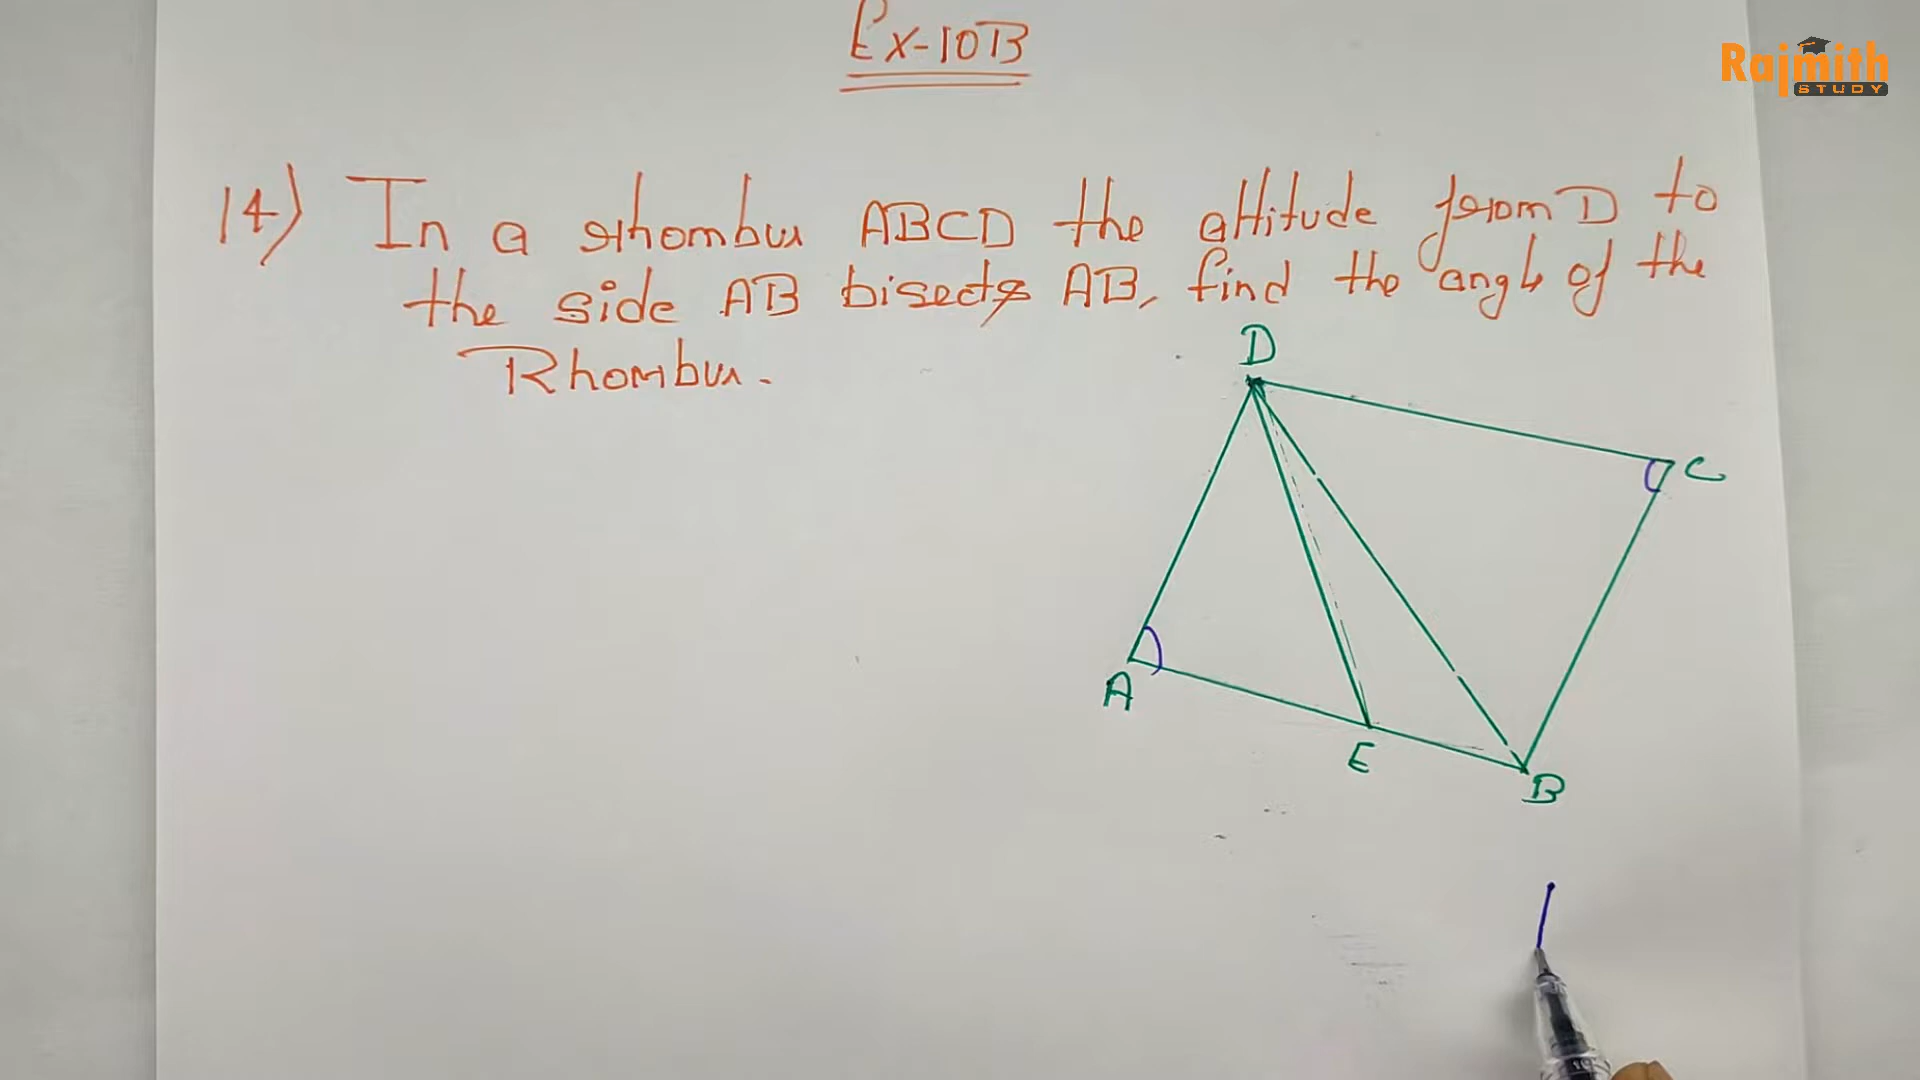 Ex-10B
Rajmith
STUDY
14) In a rhombus ABCD the altitude from D to
the side AB bisects AB, find the angle of the
Rhombus.
D
C
A
E
B